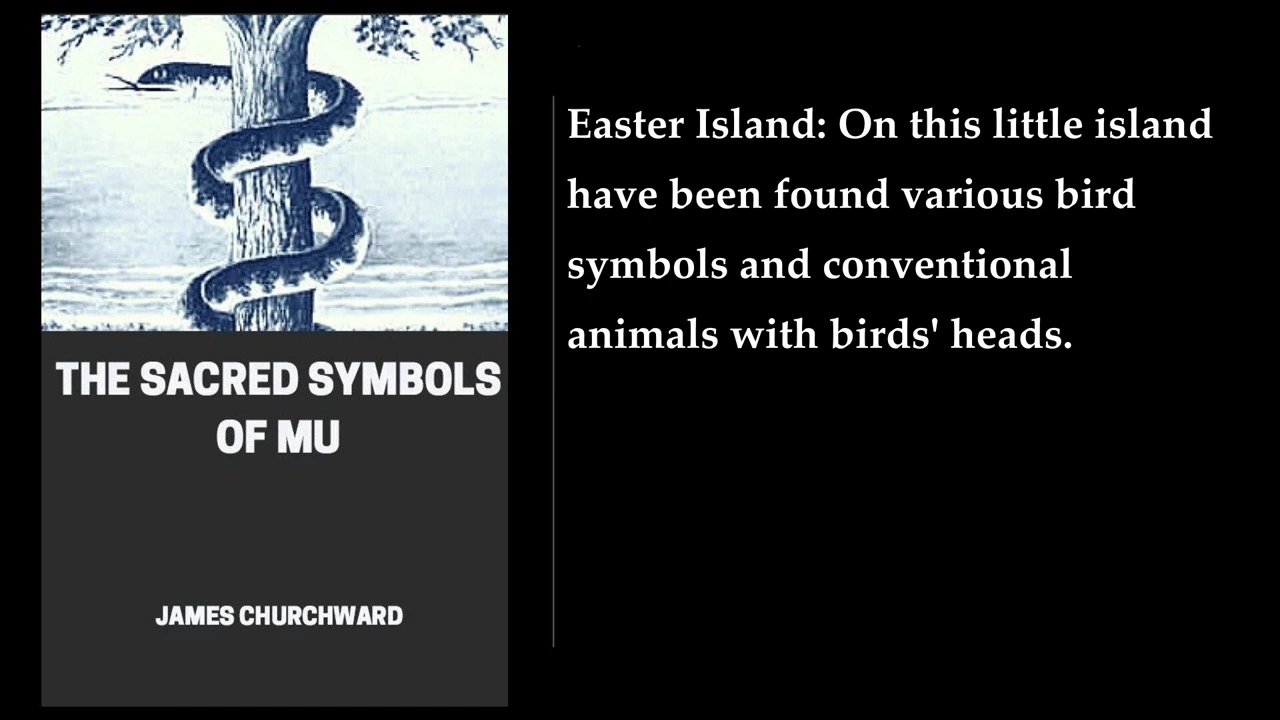 THE SACRED SYMBOLS
OF MU
JAMES CHURCHWARD
Easter Island: On this little island
have been found various bird
symbols and conventional
animals with birds' heads.